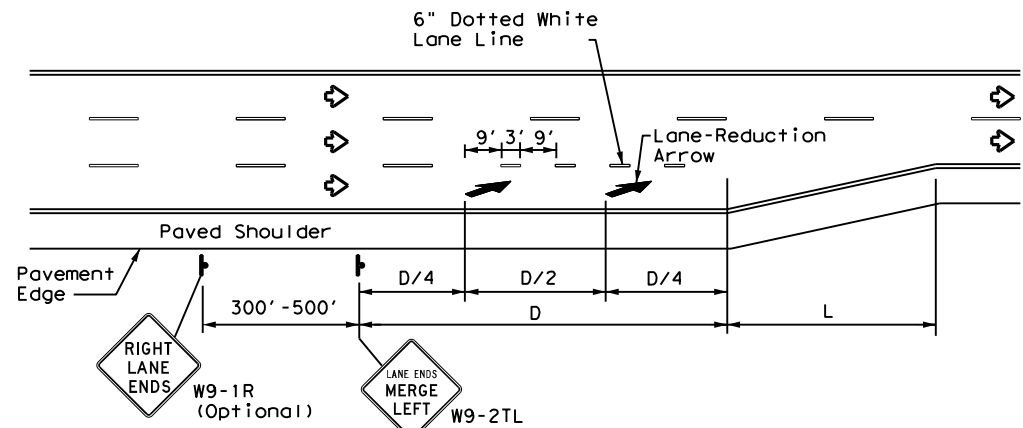 6" Dotted White
Lane Line
9' 3' 9'
Lane-Reduction
Arrow
Paved Shoulder
Pavement
Edge
D/4 D/2 D/4
300'-500'
D
L
RIGHT
LANE
ENDS
W9-1R
(Optional)
LANE ENDS
MERGE
LEFT
W9-2TL